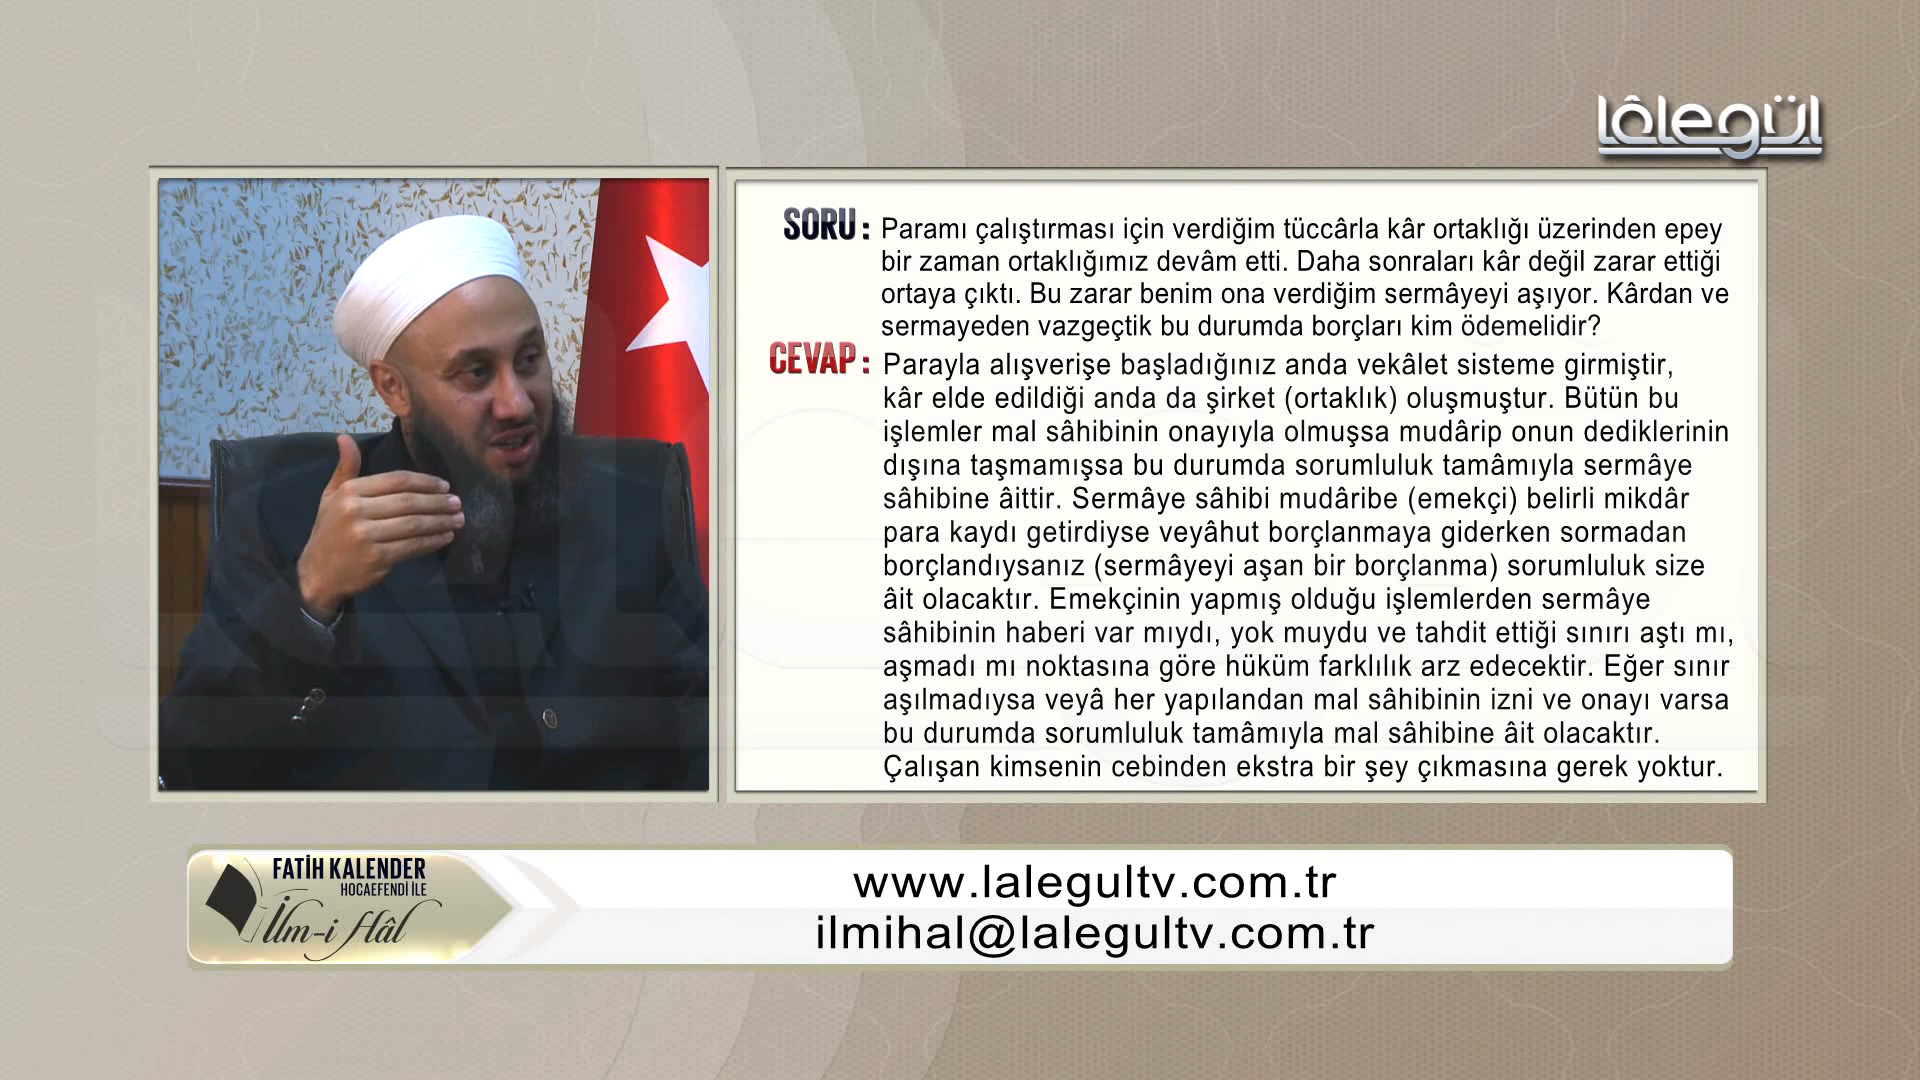 lâlegül
SORU : Paramı çalıştırması için verdiğim tüccârla kâr ortaklığı üzerinden epey
bir zaman ortaklığımız devâm etti. Daha sonraları kâr değil zarar ettiği
ortaya çıktı. Bu zarar benim ona verdiğim sermâyeyi aşıyor. Kârdan ve
sermayeden vazgeçtik bu durumda borçları kim ödemelidir?
CEVAP : Parayla alışverişe başladığınız anda vekâlet sisteme girmiştir,
kâr elde edildiği anda da şirket (ortaklık) oluşmuştur. Bütün bu
işlemler mal sâhibinin onayıyla olmuşsa mudârip onun dediklerinin
dışına taşmamışsa bu durumda sorumluluk tamâmıyla sermâye
sâhibine âittir. Sermâye sâhibi mudâribe (emekçi) belirli mikdâr
para kaydı getirdiyse veyâhut borçlanmaya giderken sormadan
borçlandıysanız (sermâyeyi aşan bir borçlanma) sorumluluk size
âit olacaktır. Emekçinin yapmış olduğu işlemlerden sermâye
sâhibinin haberi var mıydı, yok muydu ve tahdit ettiği sınırı aştı mı,
aşmadı mı noktasına göre hüküm farklılık arz edecektir. Eğer sınır
aşılmadıysa veyâ her yapılandan mal sâhibinin izni ve onayı varsa
bu durumda sorumluluk tamâmıyla mal sâhibine âit olacaktır.
Çalışan kimsenin cebinden ekstra bir şey çıkmasına gerek yoktur.
FATİH KALENDER
HOCAEFENDİ İLE
İlm-i Hâl
www.lalegultv.com.tr
ilmihal@lalegultv.com.tr